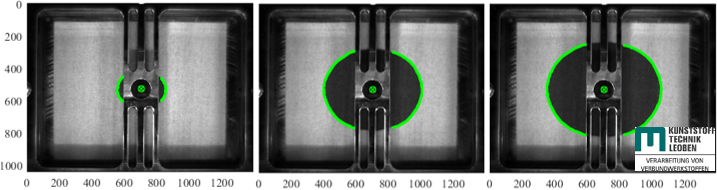 0
200
400
600
800
1000
0 200 400 600 800 1000 1200 0 200 400 600 800 1000 1200 0 200 400 600 800 1000 1200
KUNSTSTOFF
TECHNIK
LEOBEN
VERARBEITUNG VON
VERBUNDWERKSTOFFEN